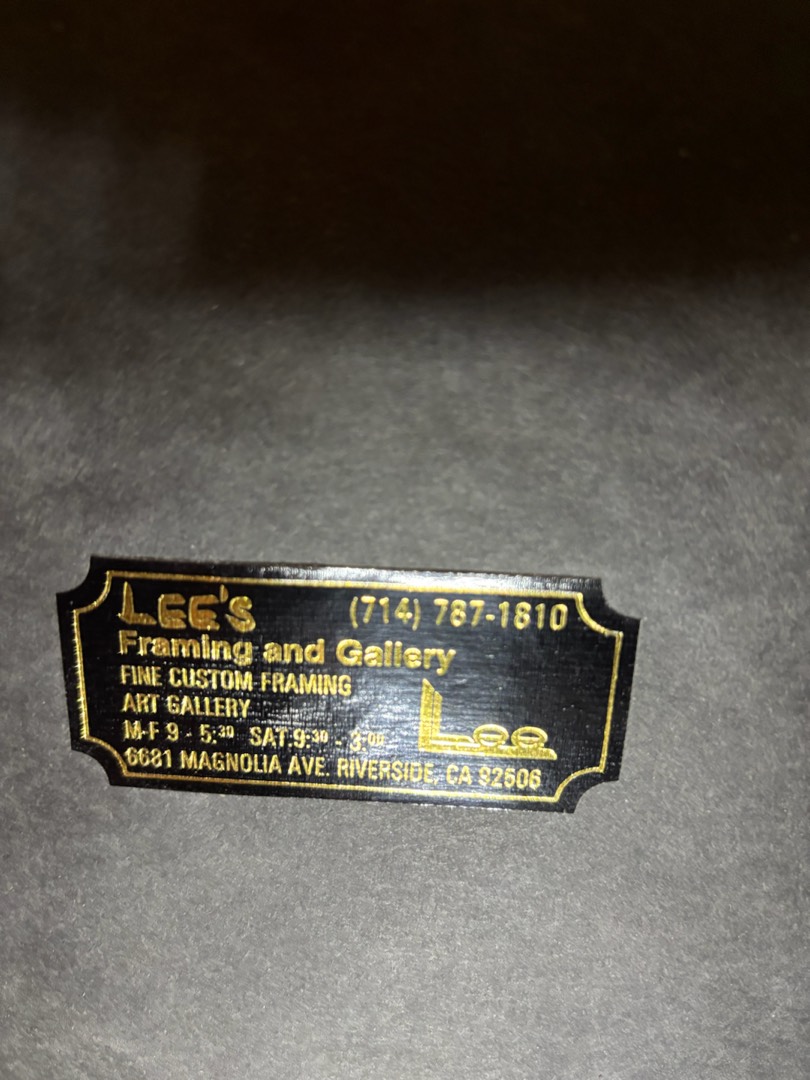 LEE'S (714) 787-1810
Framing and Gallery
FINE CUSTOM FRAMING
ART GALLERY
M-F 9 - 5:30 SAT. 9:30 - 3:00
Lee
6681 MAGNOLIA AVE. RIVERSIDE, CA 92506